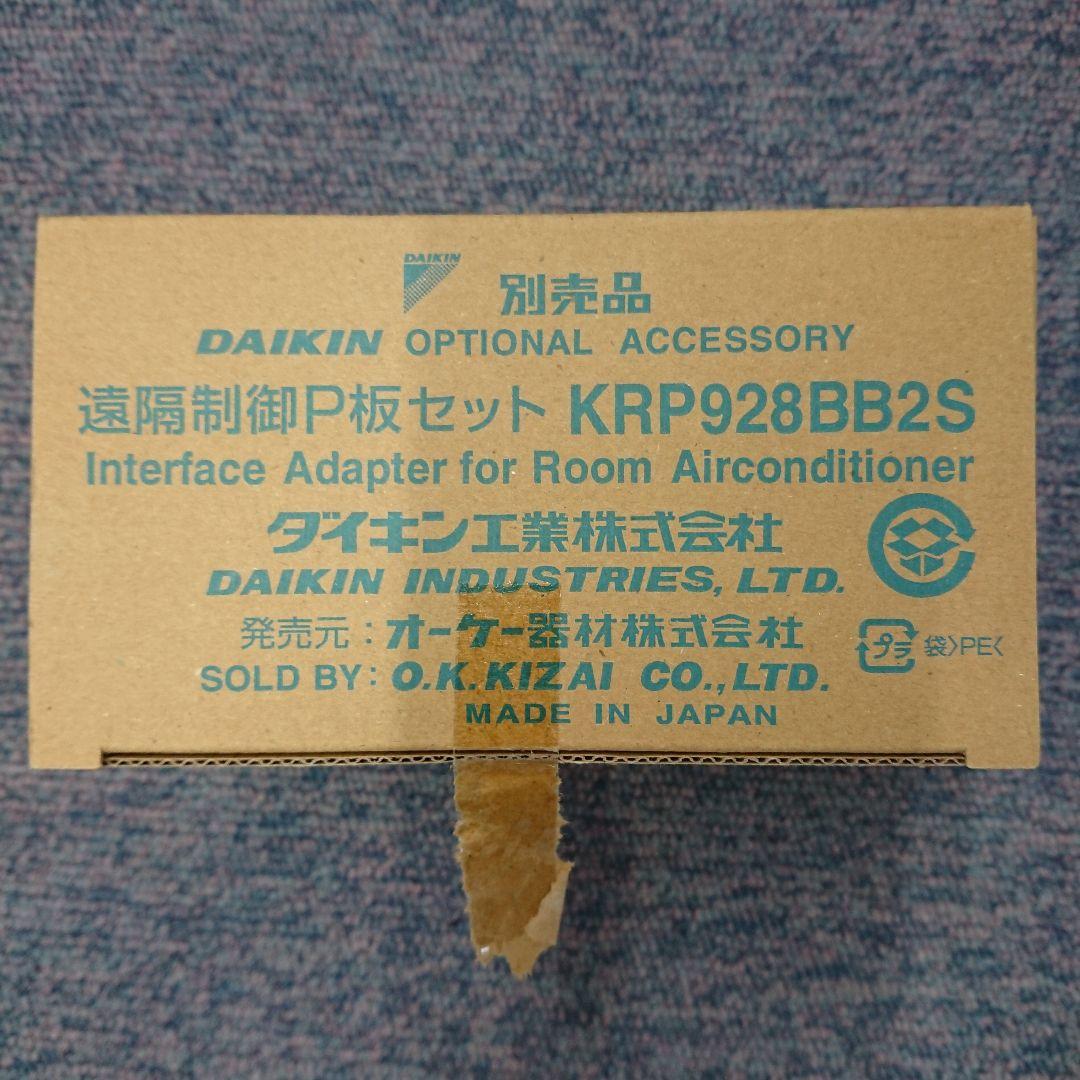 DAIKIN
別売品
DAIKIN OPTIONAL ACCESSORY
遠隔制御P板セット KRP928BB2S
Interface Adapter for Room Airconditioner
ダイキン工業株式会社
DAIKIN INDUSTRIES, LTD.
発売元：オーケー器材株式会社
プラ 袋>PE<
SOLD BY: O.K.KIZAI CO.,LTD.
MADE IN JAPAN